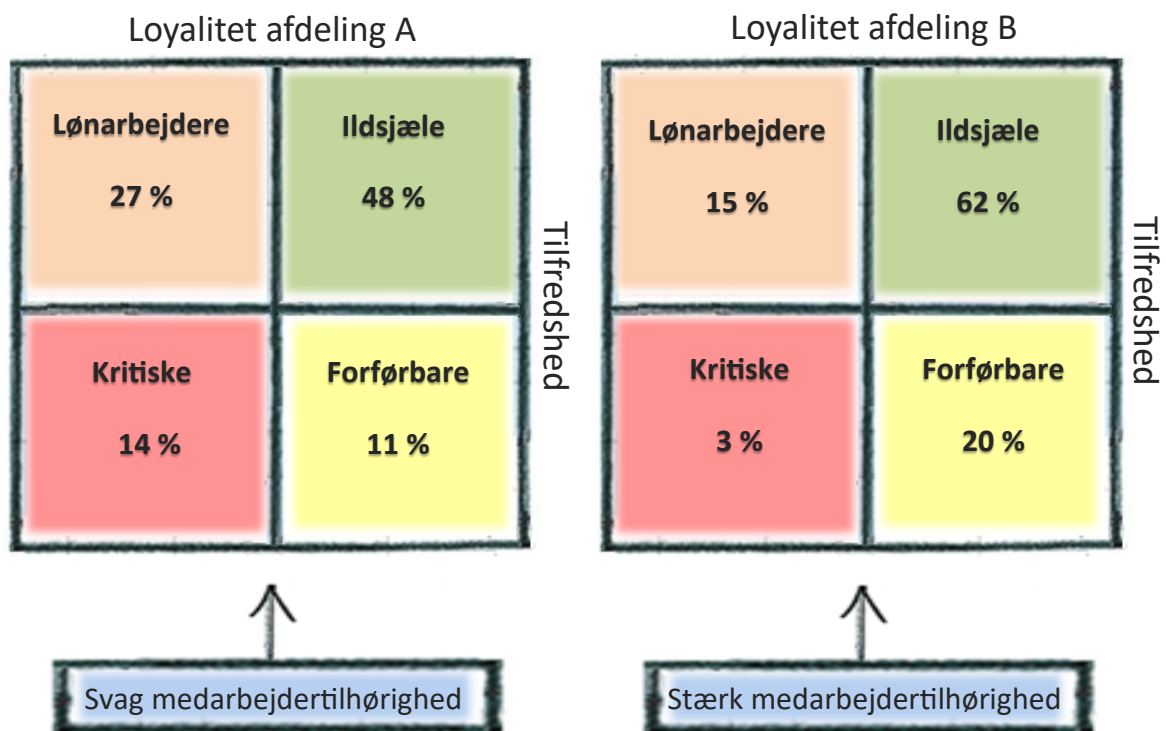 Loyalitet afdeling A
Lønarbejdere
27 %
Ildsjæle
48 %
Kritiske
14 %
Forførbare
11 %
Tilfredshed
Svag medarbejdertilhørighed
Loyalitet afdeling B
Lønarbejdere
15 %
Ildsjæle
62 %
Kritiske
3 %
Forførbare
20 %
Tilfredshed
Stærk medarbejdertilhørighed